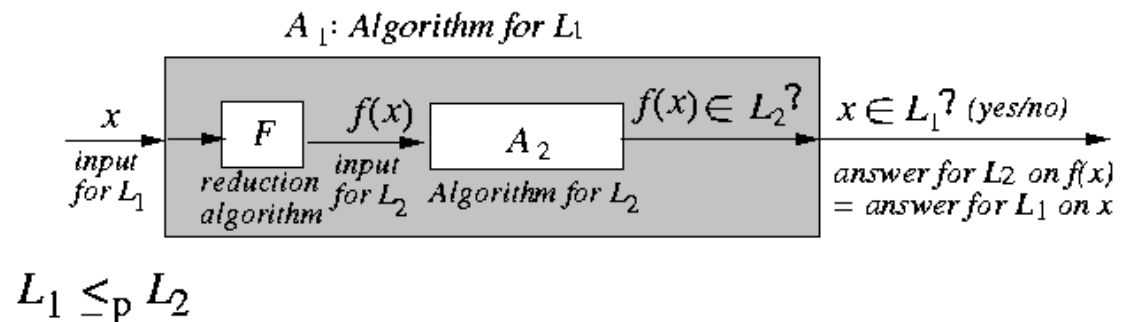 A₁: Algorithm for L₁
x
input
for L₁
F
reduction
algorithm
f(x)
input
for L₂
A₂
Algorithm for L₂
f(x) ∈ L₂?
x ∈ L₁? (yes/no)
answer for L₂ on f(x)
= answer for L₁ on x
L₁ ≤ₚ L₂